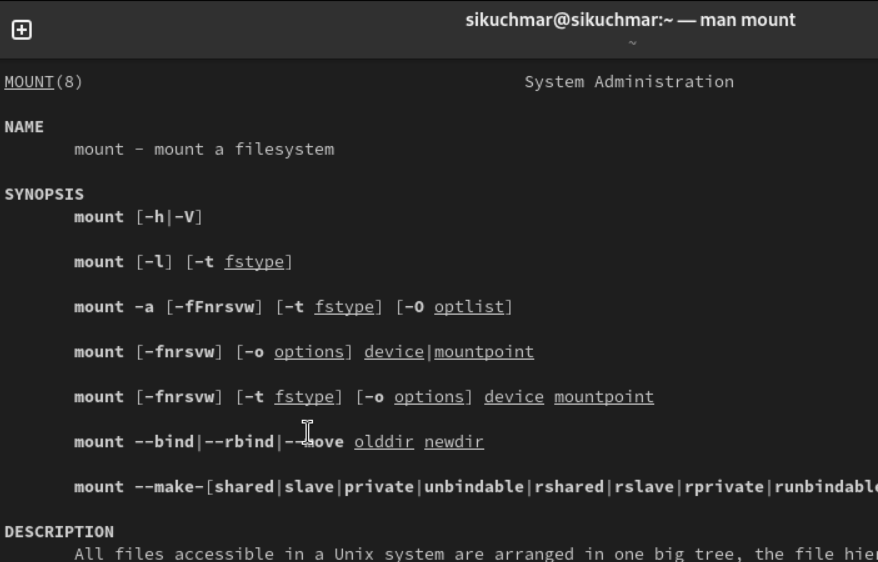 sikuchmar@sikuchmar:~ — man mount
~
MOUNT(8) System Administration
NAME
mount – mount a filesystem
SYNOPSIS
mount [–h|–V]
mount [–l] [–t fstype]
mount –a [–fFnrsvw] [–t fstype] [–O optlist]
mount [–fnrsvw] [–o options] device|mountpoint
mount [–fnrsvw] [–t fstype] [–o options] device mountpoint
mount ––bind|––rbind|––move olddir newdir
mount ––make–[shared|slave|private|unbindable|rshared|rslave|rprivate|runbindable
DESCRIPTION
All files accessible in a Unix system are arranged in one big tree, the file hier